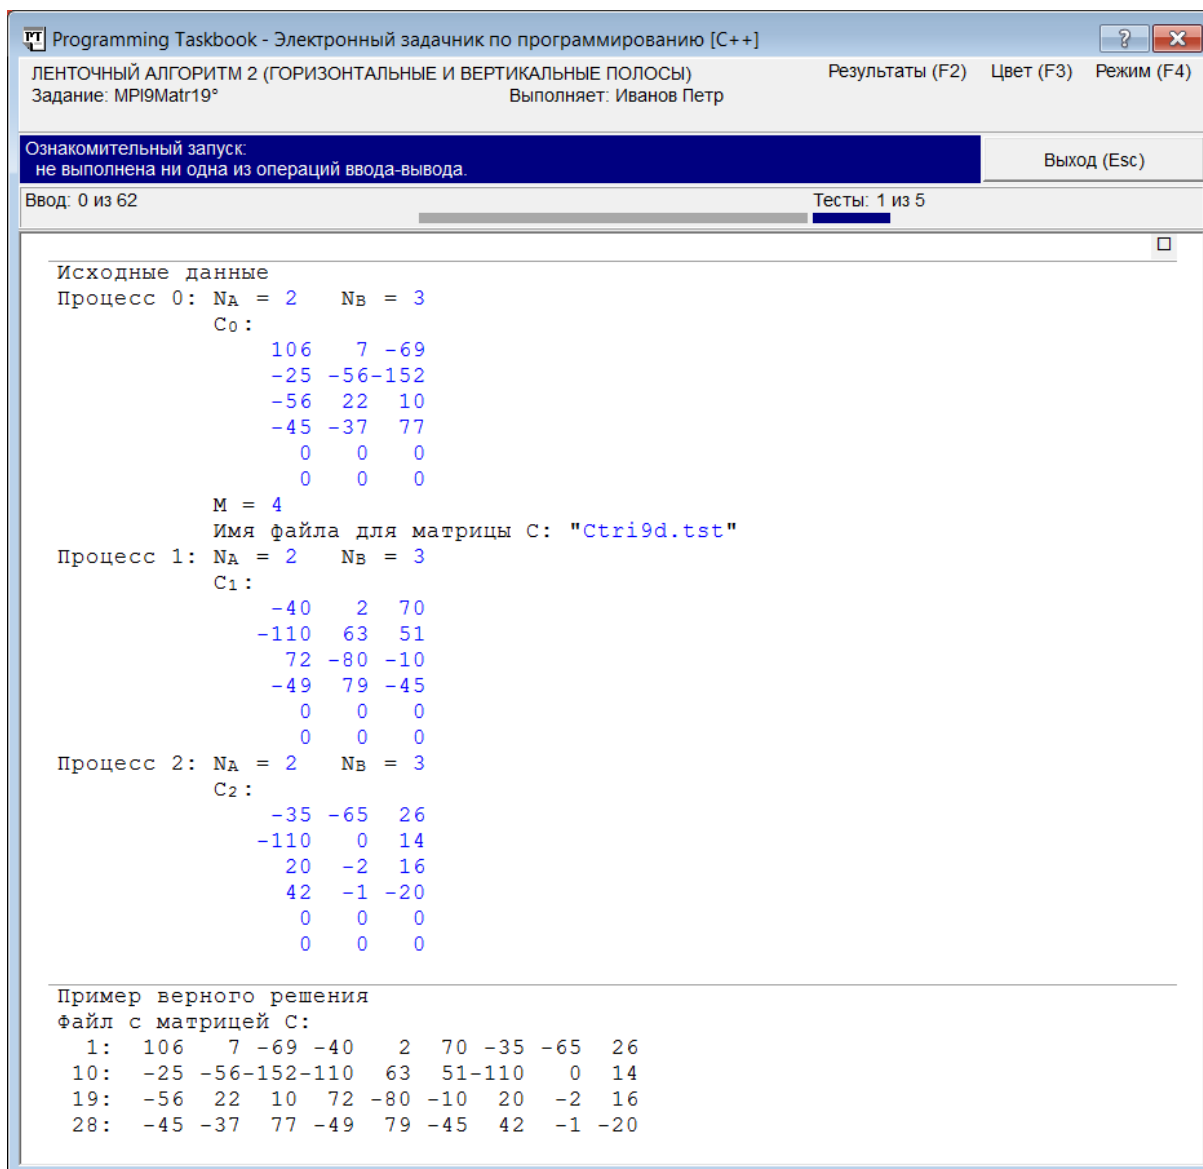 Programming Taskbook - Электронный задачник по программированию [C++]
ЛЕНТОЧНЫЙ АЛГОРИТМ 2 (ГОРИЗОНТАЛЬНЫЕ И ВЕРТИКАЛЬНЫЕ ПОЛОСЫ) Результаты (F2) Цвет (F3) Режим (F4)
Задание: MPI9Matr19° Выполняет: Иванов Петр
Ознакомительный запуск:
не выполнена ни одна из операций ввода-вывода.
Выход (Esc)
Ввод: 0 из 62 Тесты: 1 из 5
Исходные данные
Процесс 0: NA = 2 NB = 3
C0:
106 7 -69
-25 -56-152
-56 22 10
-45 -37 77
0 0 0
0 0 0
M = 4
Имя файла для матрицы C: "Ctri9d.tst"
Процесс 1: NA = 2 NB = 3
C1:
-40 2 70
-110 63 51
72 -80 -10
-49 79 -45
0 0 0
0 0 0
Процесс 2: NA = 2 NB = 3
C2:
-35 -65 26
-110 0 14
20 -2 16
42 -1 -20
0 0 0
0 0 0
Пример верного решения
Файл с матрицей C:
1: 106 7 -69 -40 2 70 -35 -65 26
10: -25 -56-152-110 63 51-110 0 14
19: -56 22 10 72 -80 -10 20 -2 16
28: -45 -37 77 -49 79 -45 42 -1 -20